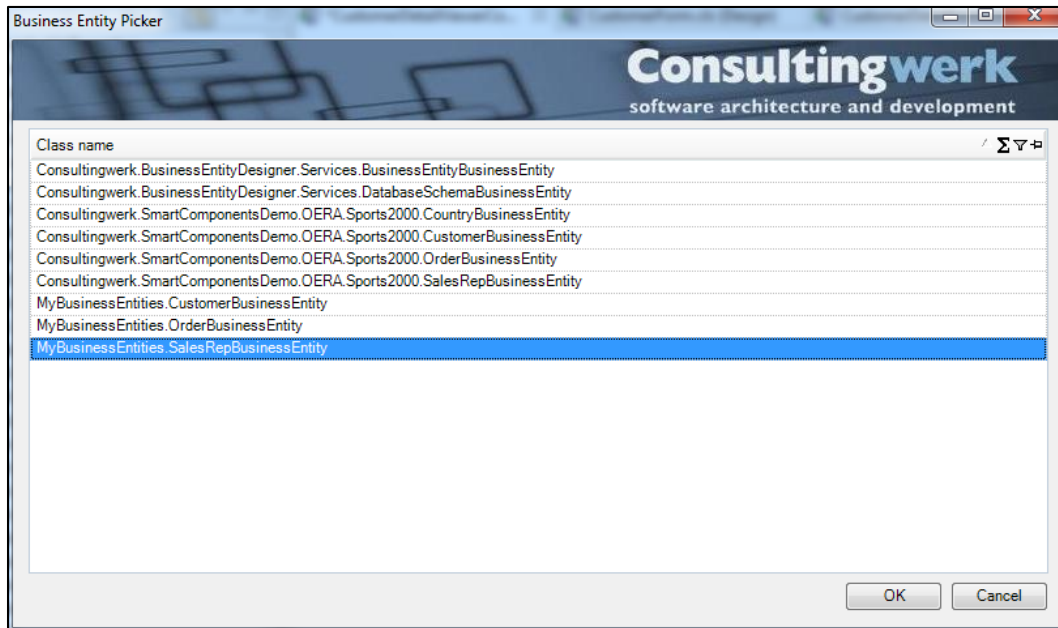 Business Entity Picker
Consultingwerk
software architecture and development
Class name
Consultingwerk.BusinessEntityDesigner.Services.BusinessEntityBusinessEntity
Consultingwerk.BusinessEntityDesigner.Services.DatabaseSchemaBusinessEntity
Consultingwerk.SmartComponentsDemo.OERA.Sports2000.CountryBusinessEntity
Consultingwerk.SmartComponentsDemo.OERA.Sports2000.CustomerBusinessEntity
Consultingwerk.SmartComponentsDemo.OERA.Sports2000.OrderBusinessEntity
Consultingwerk.SmartComponentsDemo.OERA.Sports2000.SalesRepBusinessEntity
MyBusinessEntities.CustomerBusinessEntity
MyBusinessEntities.OrderBusinessEntity
MyBusinessEntities.SalesRepBusinessEntity
OK Cancel